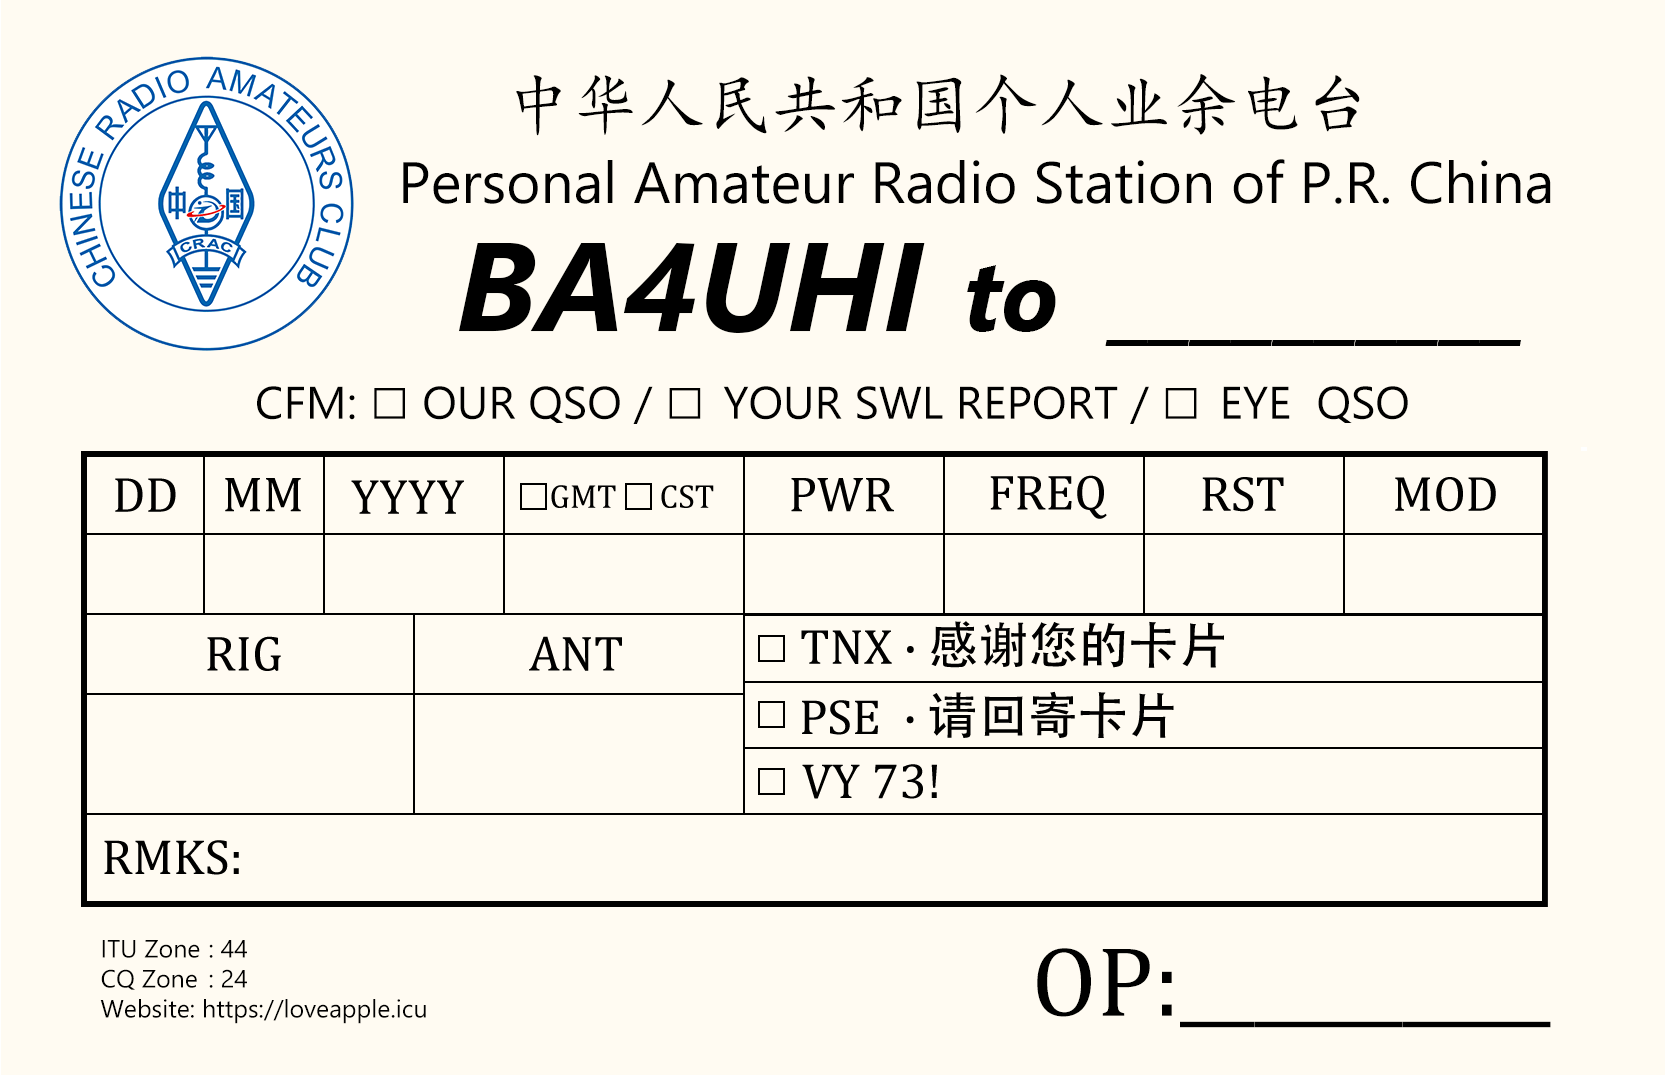 CHINESE RADIO AMATEURS CLUB
中国
CRAC
中华人民共和国个人业余电台
Personal Amateur Radio Station of P.R. China
BA4UHI to _________
CFM: □ OUR QSO / □ YOUR SWL REPORT / □ EYE QSO
DD MM YYYY □GMT □ CST PWR FREQ RST MOD
RIG ANT
□ TNX · 感谢您的卡片
□ PSE · 请回寄卡片
□ VY 73!
RMKS:
ITU Zone : 44
CQ Zone : 24
Website: https://loveapple.icu
OP:_____